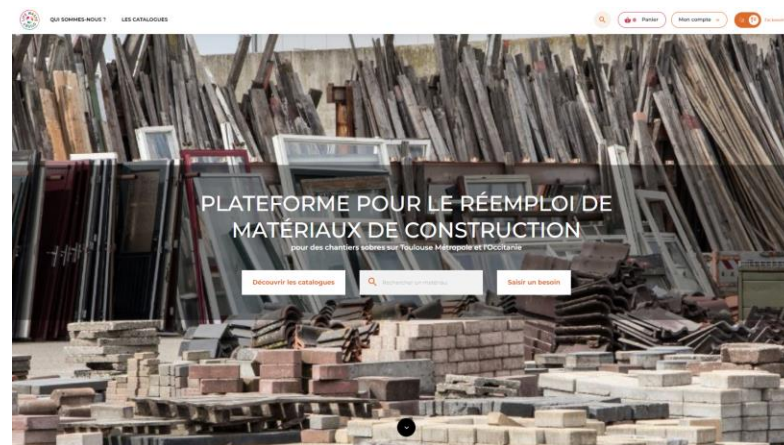 QUI SOMMES-NOUS ?
LES CATALOGUES
0 Panier
Mon compte
PLATEFORME POUR LE RÉEMPLOI DE
MATÉRIAUX DE CONSTRUCTION
pour des chantiers sobres sur Toulouse Métropole et l'Occitanie
Découvrir les catalogues
Rechercher un matériau
Saisir un besoin